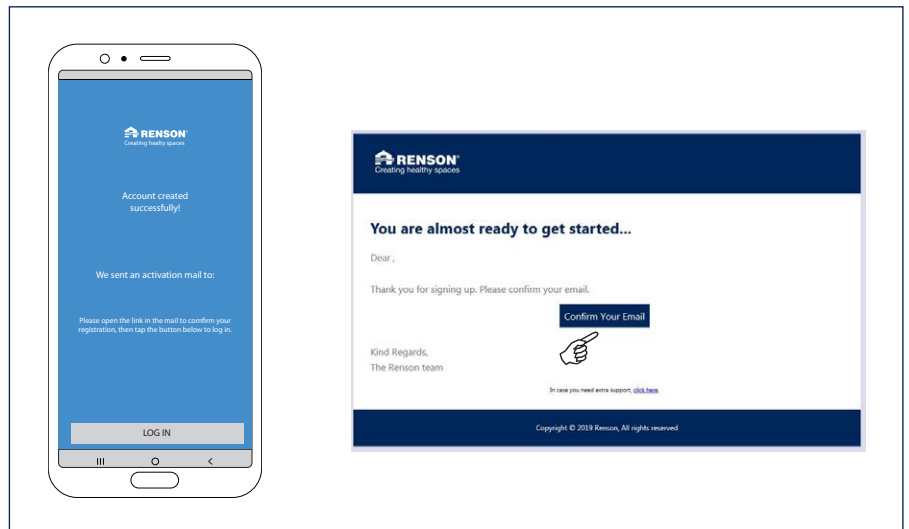 RENSON
Creating healty spaces
Account created
successfully!
We sent an activation mail to:
Please open the link in the mail to comfirm your
registration, then tap the button below to log in.
LOG IN
RENSON
Creating healthy spaces
You are almost ready to get started...
Dear ,
Thank you for signing up. Please confirm your email.
Confirm Your Email
Kind Regards,
The Renson team
In case you need extra support, click here.
Copyright © 2019 Renson, All rights reserved